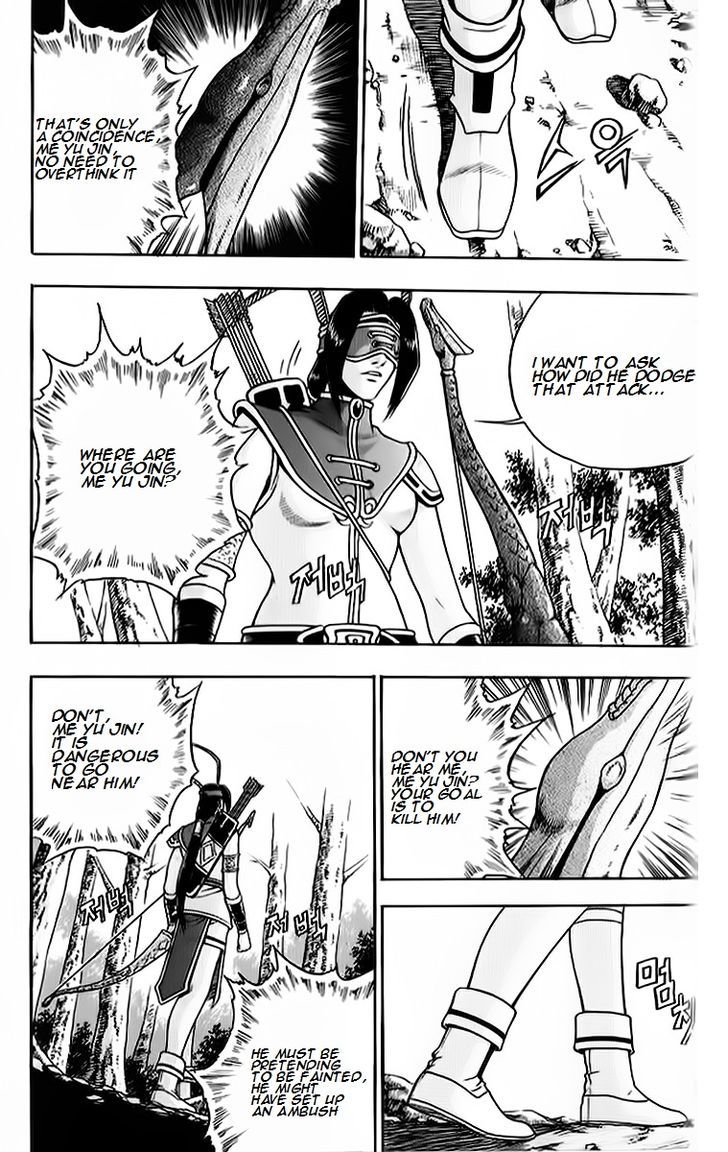 THAT'S ONLY
A COINCIDENCE,
ME YU JIN,
NO NEED TO
OVERTHINK IT
스윽
I WANT TO ASK
HOW DID HE DODGE
THAT ATTACK...
WHERE ARE
YOU GOING,
ME YU JIN?
저벅
저벅
DON'T,
ME YU JIN!
IT IS
DANGEROUS
TO GO
NEAR HIM!
저벅
저벅
HE MUST BE
PRETENDING
TO BE FAINTED,
HE MIGHT
HAVE SET UP
AN AMBUSH
DON'T YOU
HEAR ME,
ME YU JIN?
YOUR GOAL
IS TO
KILL HIM!
멈치